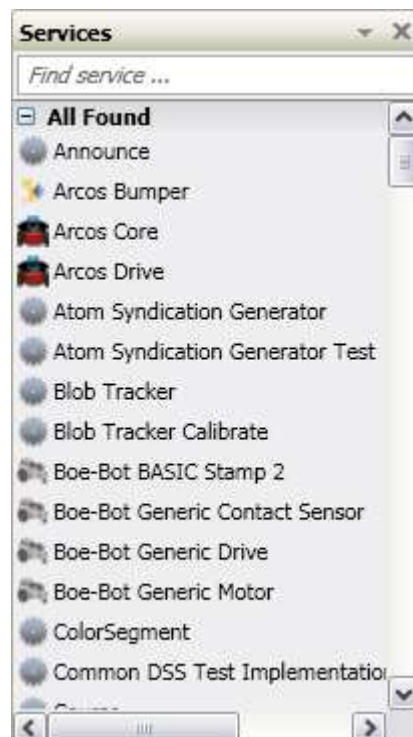 Services
Find service ...
All Found
Announce
Arcos Bumper
Arcos Core
Arcos Drive
Atom Syndication Generator
Atom Syndication Generator Test
Blob Tracker
Blob Tracker Calibrate
Boe-Bot BASIC Stamp 2
Boe-Bot Generic Contact Sensor
Boe-Bot Generic Drive
Boe-Bot Generic Motor
ColorSegment
Common DSS Test